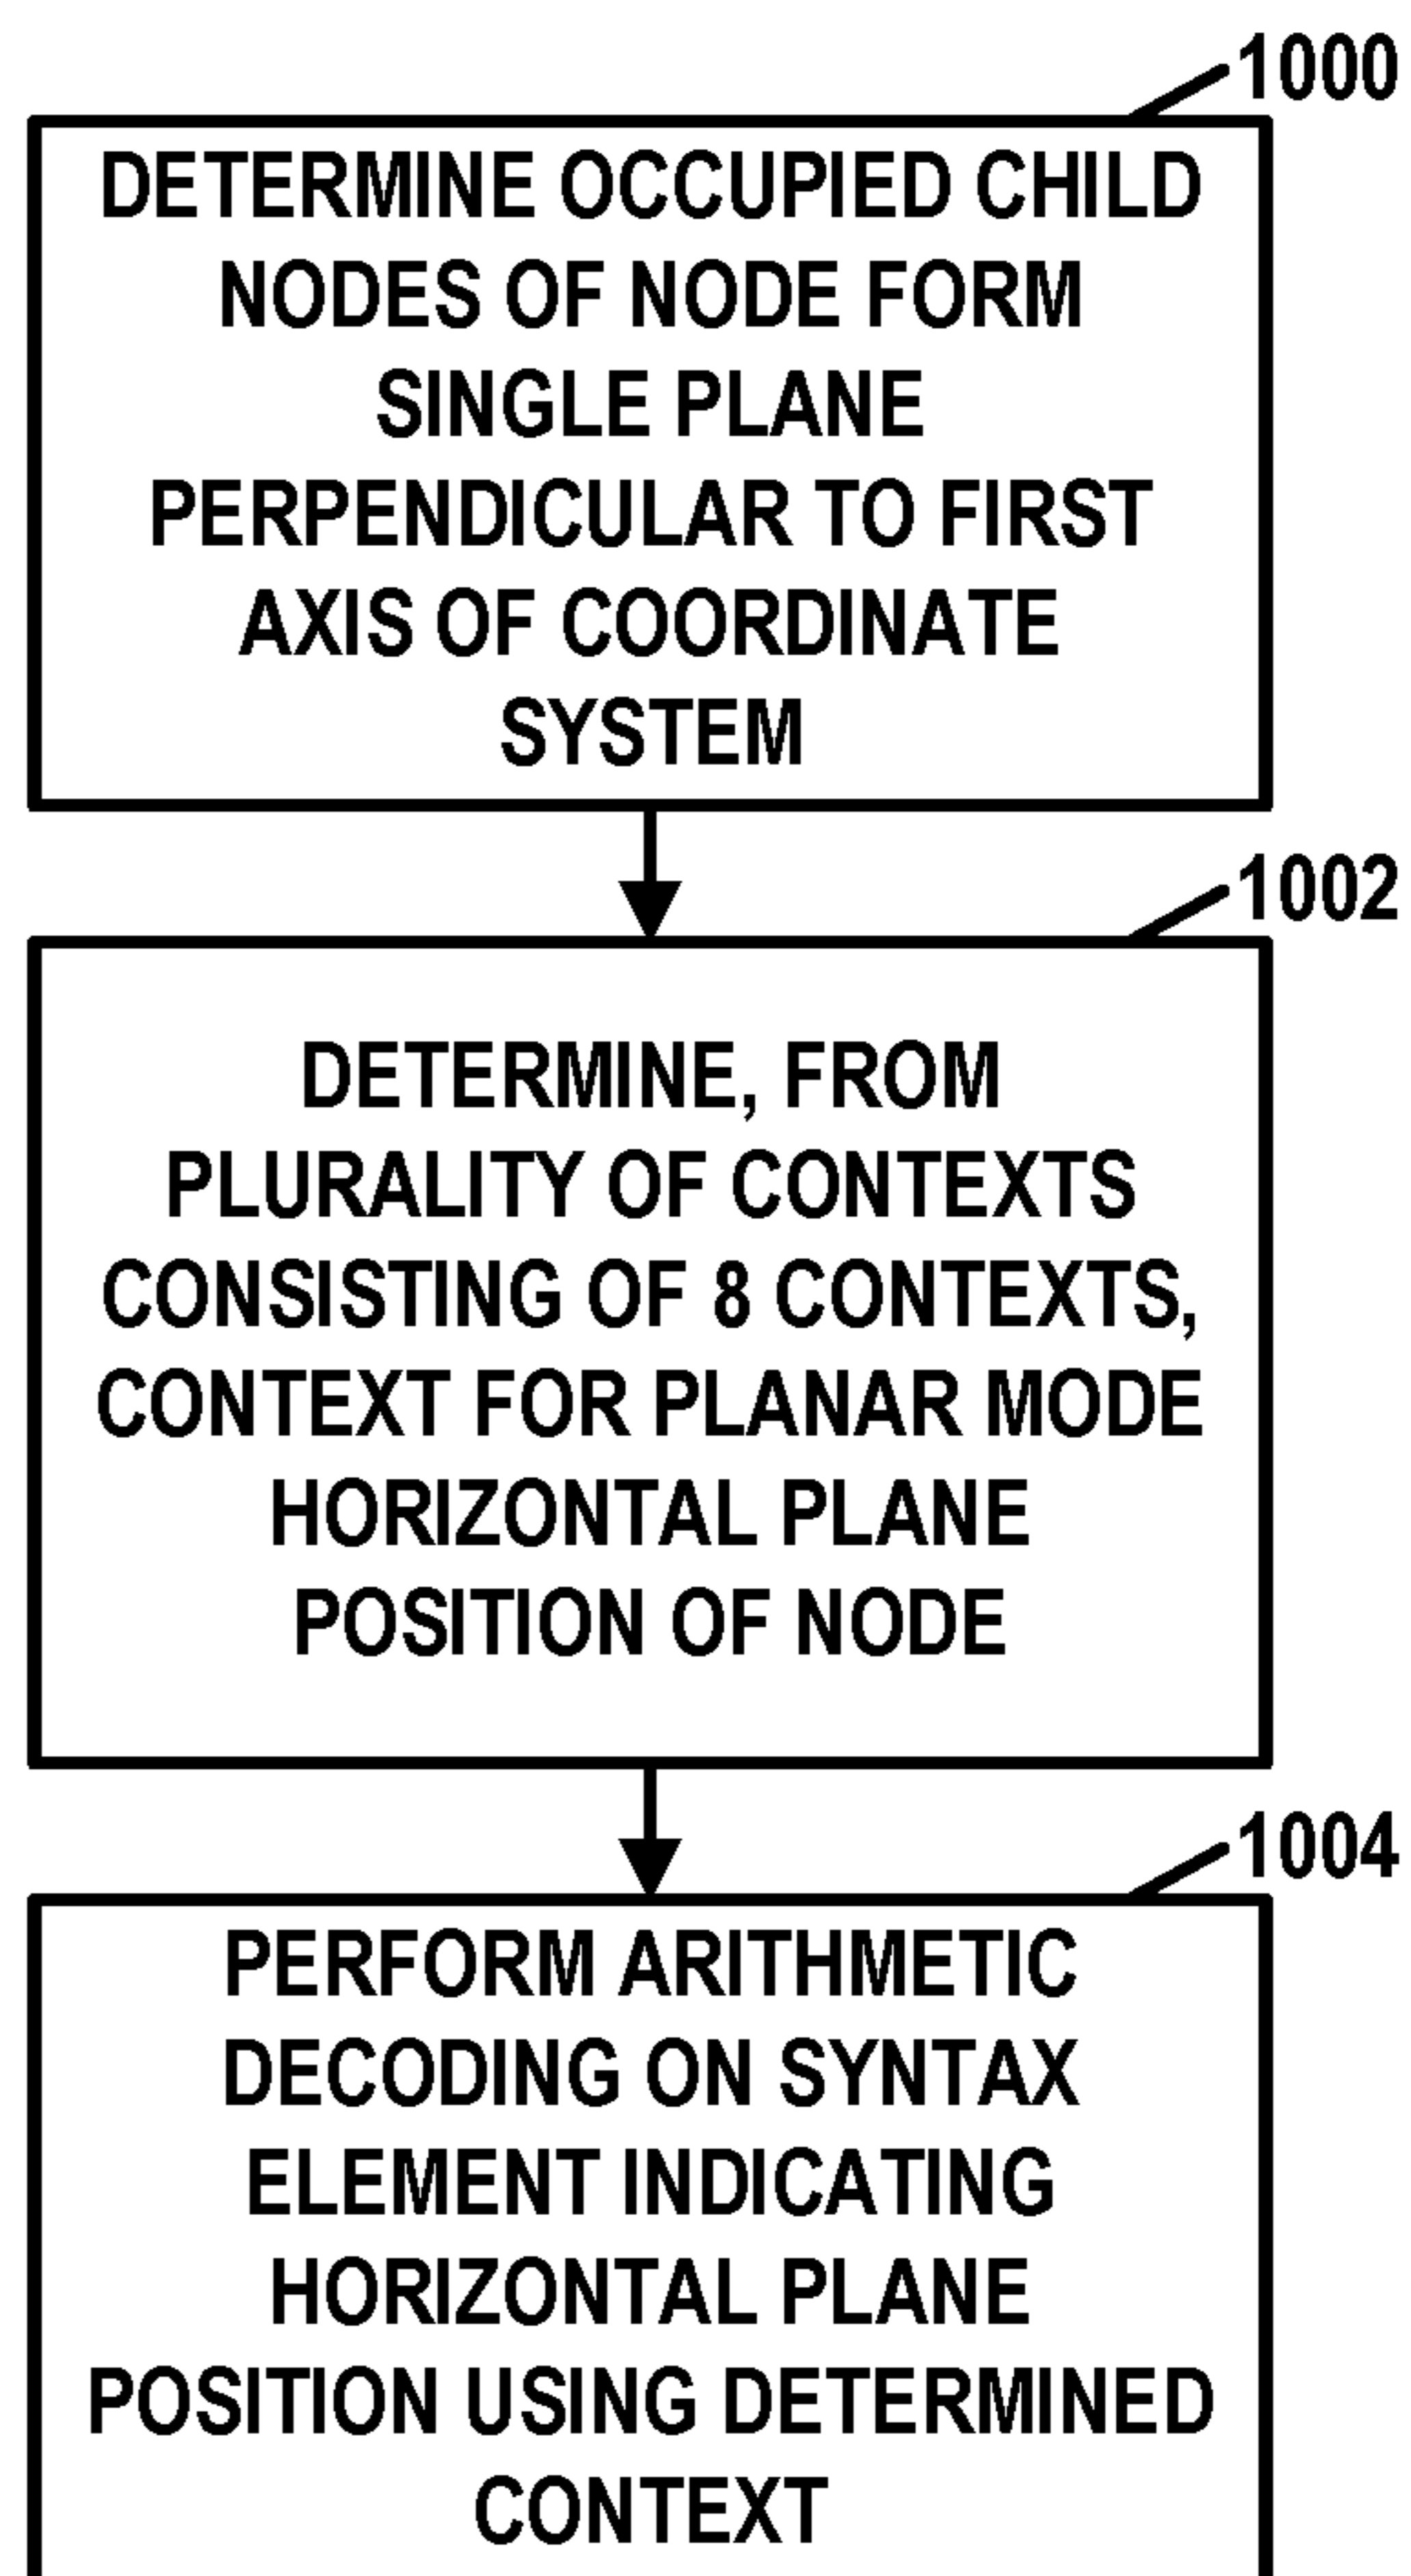 1000
DETERMINE OCCUPIED CHILD
NODES OF NODE FORM
SINGLE PLANE
PERPENDICULAR TO FIRST
AXIS OF COORDINATE
SYSTEM
1002
DETERMINE, FROM
PLURALITY OF CONTEXTS
CONSISTING OF 8 CONTEXTS,
CONTEXT FOR PLANAR MODE
HORIZONTAL PLANE
POSITION OF NODE
1004
PERFORM ARITHMETIC
DECODING ON SYNTAX
ELEMENT INDICATING
HORIZONTAL PLANE
POSITION USING DETERMINED
CONTEXT